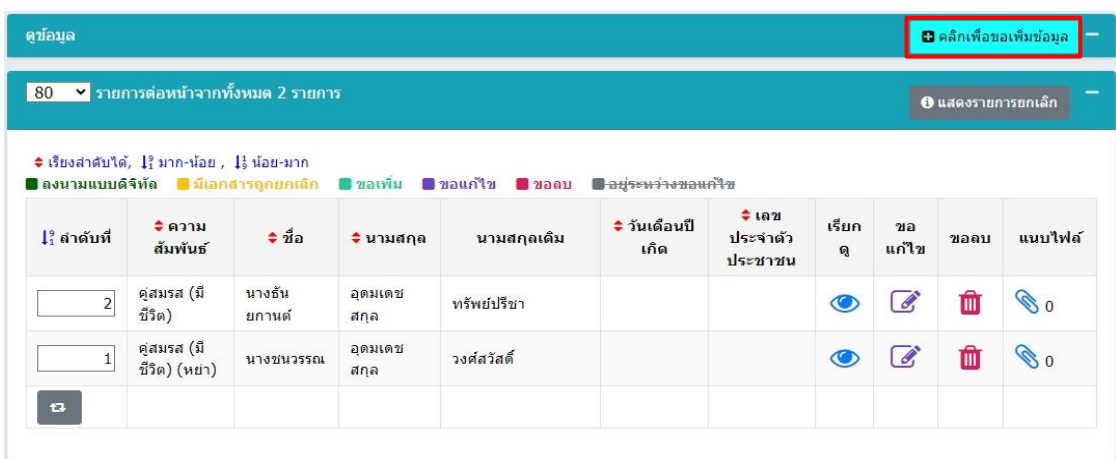 ดูข้อมูล
คลิกเพื่อขอเพิ่มข้อมูล
80 รายการต่อหน้าจากทั้งหมด 2 รายการ
แสดงรายการยกเลิก
เรียงลำดับได้, มาก-น้อย , น้อย-มาก
ลงนามแบบดิจิทัล มีเอกสารถูกยกเลิก ขอเพิ่ม ขอแก้ไข ขอลบ อยู่ระหว่างขอแก้ไข
ลำดับที่
ความ
สัมพันธ์
ชื่อ
นามสกุล
นามสกุลเดิม
วันเดือนปี
เกิด
เลข
ประจำตัว
ประชาชน
เรียก
ดู
ขอ
แก้ไข
ขอลบ
แนบไฟล์
2
คู่สมรส (มี
ชีวิต)
นางธัน
ยกานต์
อุดมเดช
สกุล
ทรัพย์ปรีชา
0
1
คู่สมรส (มี
ชีวิต) (หย่า)
นางชนวรรณ
อุดมเดช
สกุล
วงศ์สวัสดิ์
0